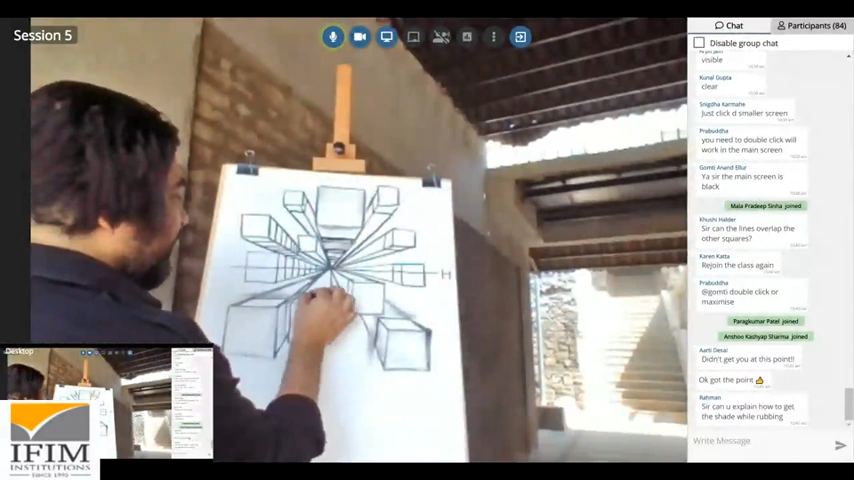 Session 5
Chat
Participants (84)
Disable group chat
visible
Kunal Gupta
clear
Snigdha Karmahe
Just click d smaller screen
Prabuddha
you need to double click will
work in the main screen
Gomti Anand Ellur
Ya sir the main screen is
black
Mala Pradeep Sinha joined
Khushi Halder
Sir can the lines overlap the
other squares?
Karen Katta
Rejoin the class again
Prabuddha
@gomti double click or
maximise
Paragkumar Patel joined
Anshee Kashyap Sharma joined
Aarti Desai
Didn't get you at this point!!
Ok got the point 👍
Rahman
Sir can u explain how to get
the shade while rubbing
Write Message
H
Desktop
IFIM
INSTITUTIONS
SINCE 1995